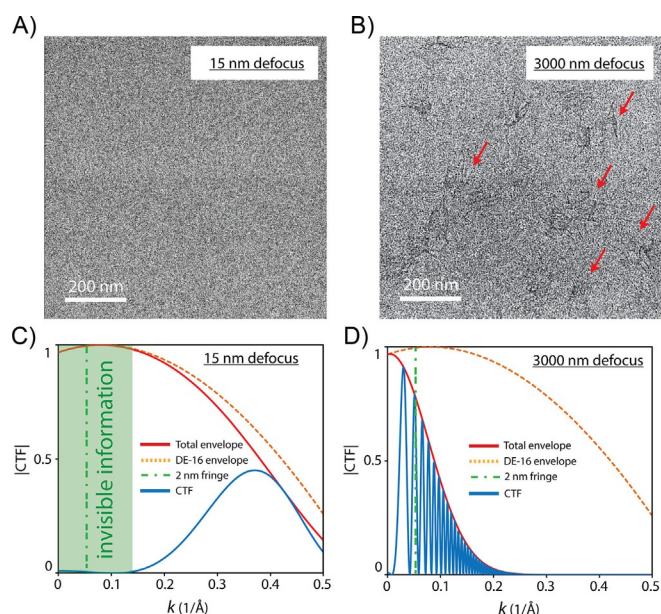 A)
15 nm defocus
200 nm
B)
3000 nm defocus
200 nm
C)
15 nm defocus
1
0.5
0
|CTF|
invisible information
Total envelope
DE-16 envelope
2 nm fringe
CTF
0 0.1 0.2 0.3 0.4 0.5
k (1/Å)
D)
3000 nm defocus
1
0.5
0
|CTF|
Total envelope
DE-16 envelope
2 nm fringe
CTF
0 0.1 0.2 0.3 0.4 0.5
k (1/Å)